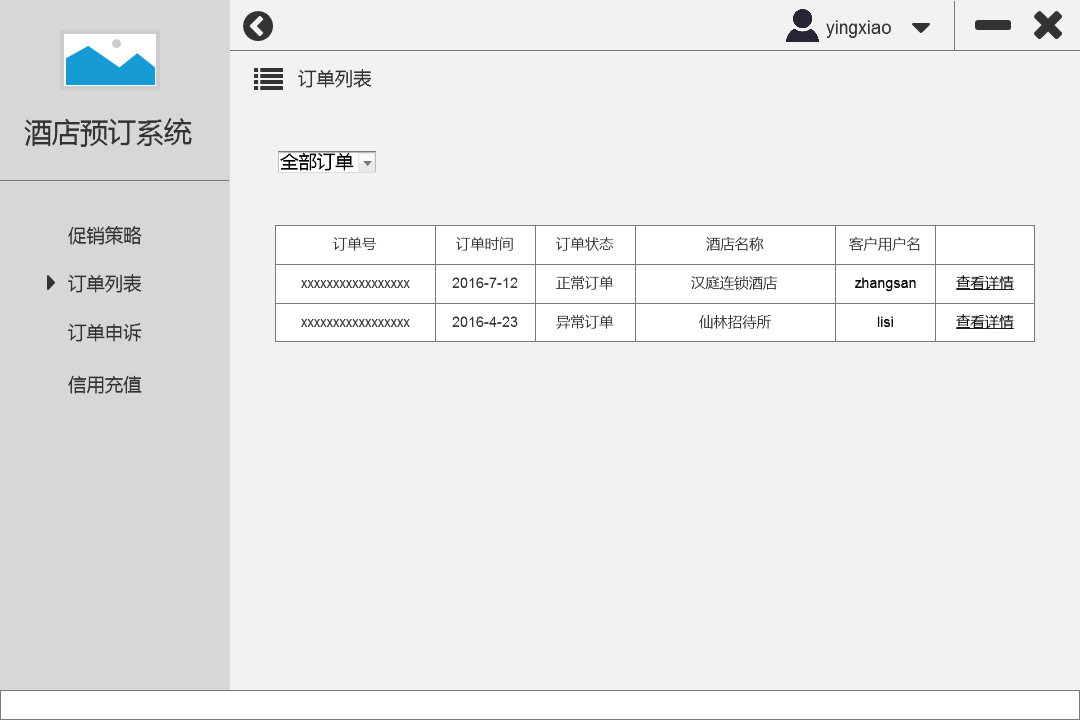 yingxiao
酒店预订系统
促销策略
订单列表
订单申诉
信用充值
订单列表
全部订单
订单号 订单时间 订单状态 酒店名称 客户用户名
xxxxxxxxxxxxxxxxx 2016-7-12 正常订单 汉庭连锁酒店 zhangsan 查看详情
xxxxxxxxxxxxxxxxx 2016-4-23 异常订单 仙林招待所 lisi 查看详情